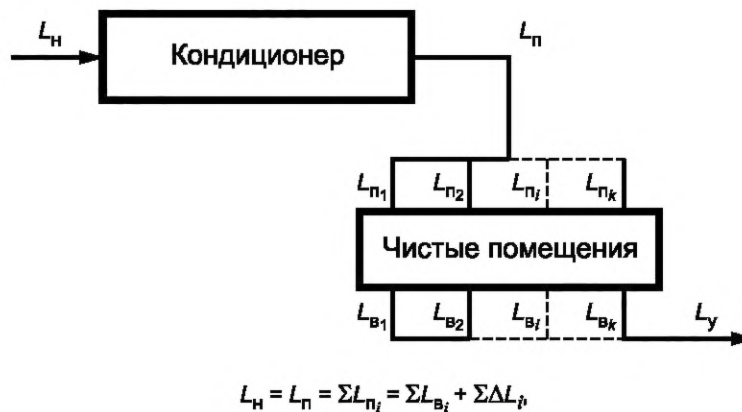 Lн Кондиционер Lп
Lп1 Lп2 Lпi Lпk
Чистые помещения
Lв1 Lв2 Lвi Lвk Lу
Lн = Lп = ΣLпi = ΣLвi + ΣΔLi,